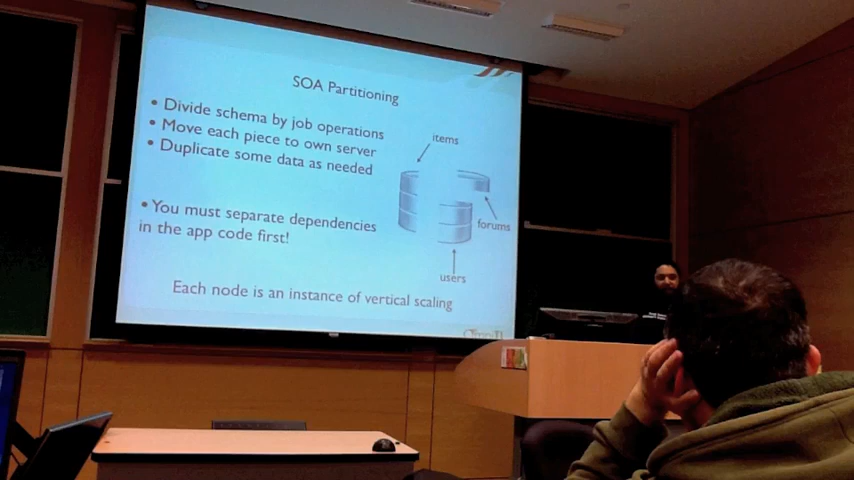 SOA Partitioning
• Divide schema by job operations
• Move each piece to own server
• Duplicate some data as needed
items
• You must separate dependencies
in the app code first!
forums
users
Each node is an instance of vertical scaling